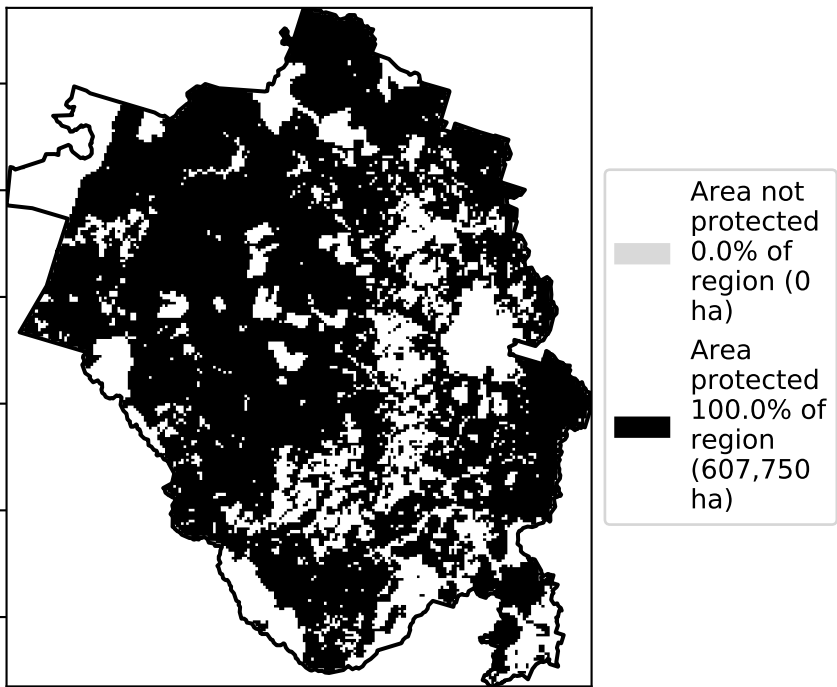 Area not
protected
0.0% of
region (0
ha)
Area
protected
100.0% of
region
(607,750
ha)